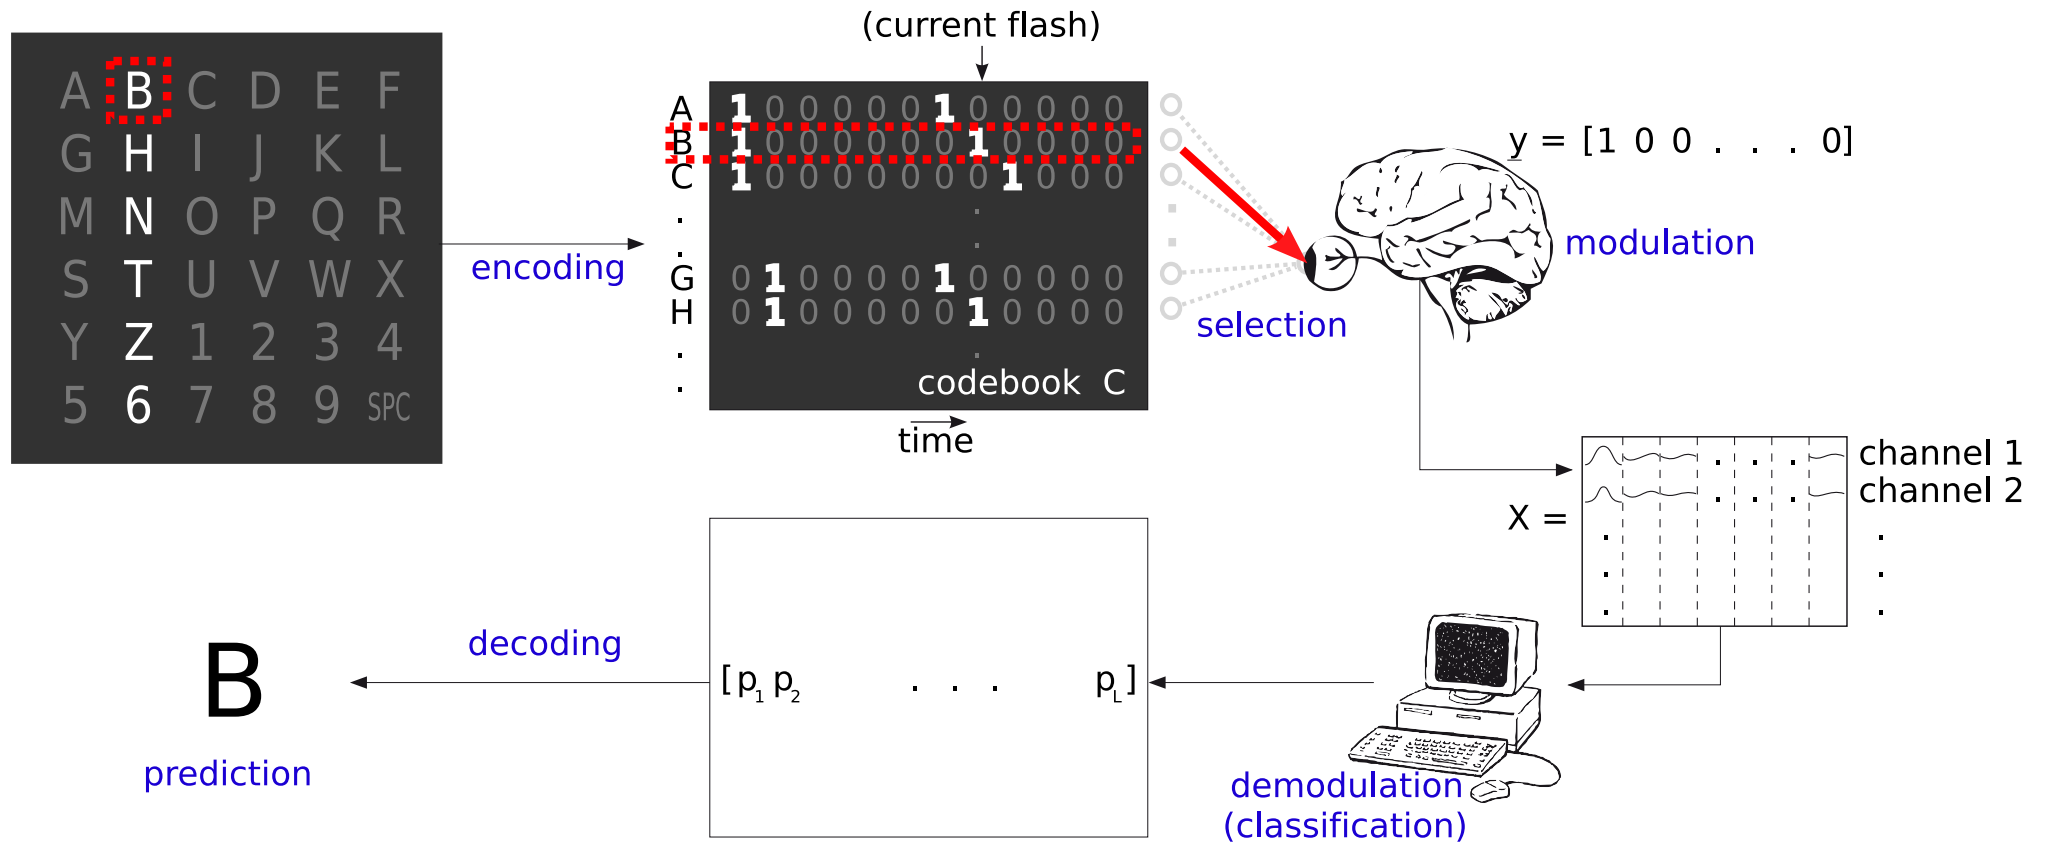 (current flash)
A B C D E F
G H I J K L
M N O P Q R
S T U V W X
Y Z 1 2 3 4
5 6 7 8 9 SPC
encoding
A 1 0 0 0 0 0 1 0 0 0 0 0
B 1 0 0 0 0 0 0 1 0 0 0 0
C 1 0 0 0 0 0 0 0 1 0 0 0
.
.
G 0 1 0 0 0 0 1 0 0 0 0 0
H 0 1 0 0 0 0 0 1 0 0 0 0
.
.
codebook C
time
selection
y = [1 0 0 . . . 0]
modulation
channel 1
channel 2
X =
. . .
demodulation
(classification)
[p1 p2 . . . pL]
decoding
B
prediction